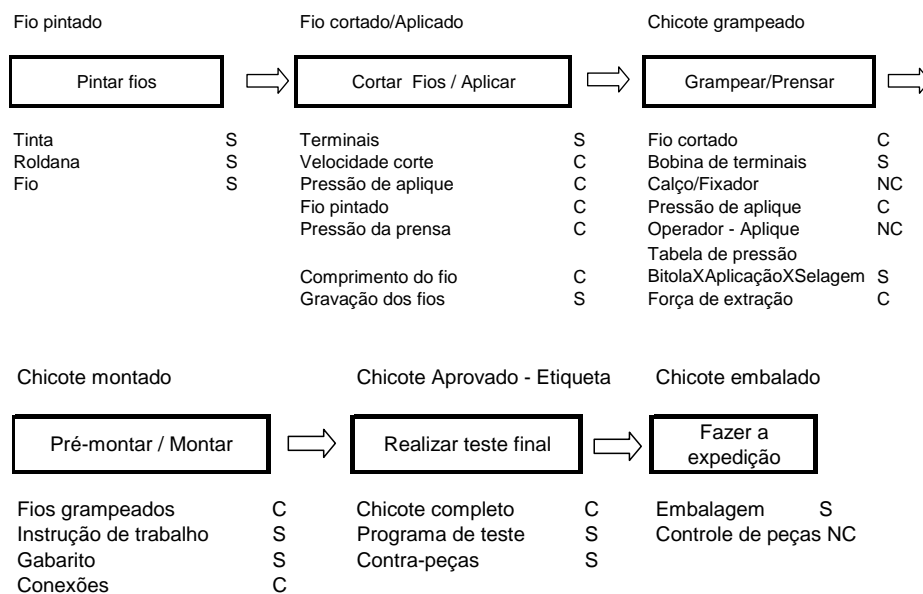 Fio pintado
Fio cortado/Aplicado
Chicote grampeado
Pintar fios
Cortar Fios / Aplicar
Grampear/Prensar
Tinta S
Roldana S
Fio S
Terminais S
Velocidade corte C
Pressão de aplique C
Fio pintado C
Pressão da prensa C
Comprimento do fio C
Gravação dos fios S
Fio cortado C
Bobina de terminais S
Calço/Fixador NC
Pressão de aplique C
Operador - Aplique NC
Tabela de pressão
BitolaXAplicaçãoXSelagem S
Força de extração C
Chicote montado
Chicote Aprovado - Etiqueta
Chicote embalado
Pré-montar / Montar
Realizar teste final
Fazer a
expedição
Fios grampeados C
Instrução de trabalho S
Gabarito S
Conexões C
Chicote completo C
Programa de teste S
Contra-peças S
Embalagem S
Controle de peças NC